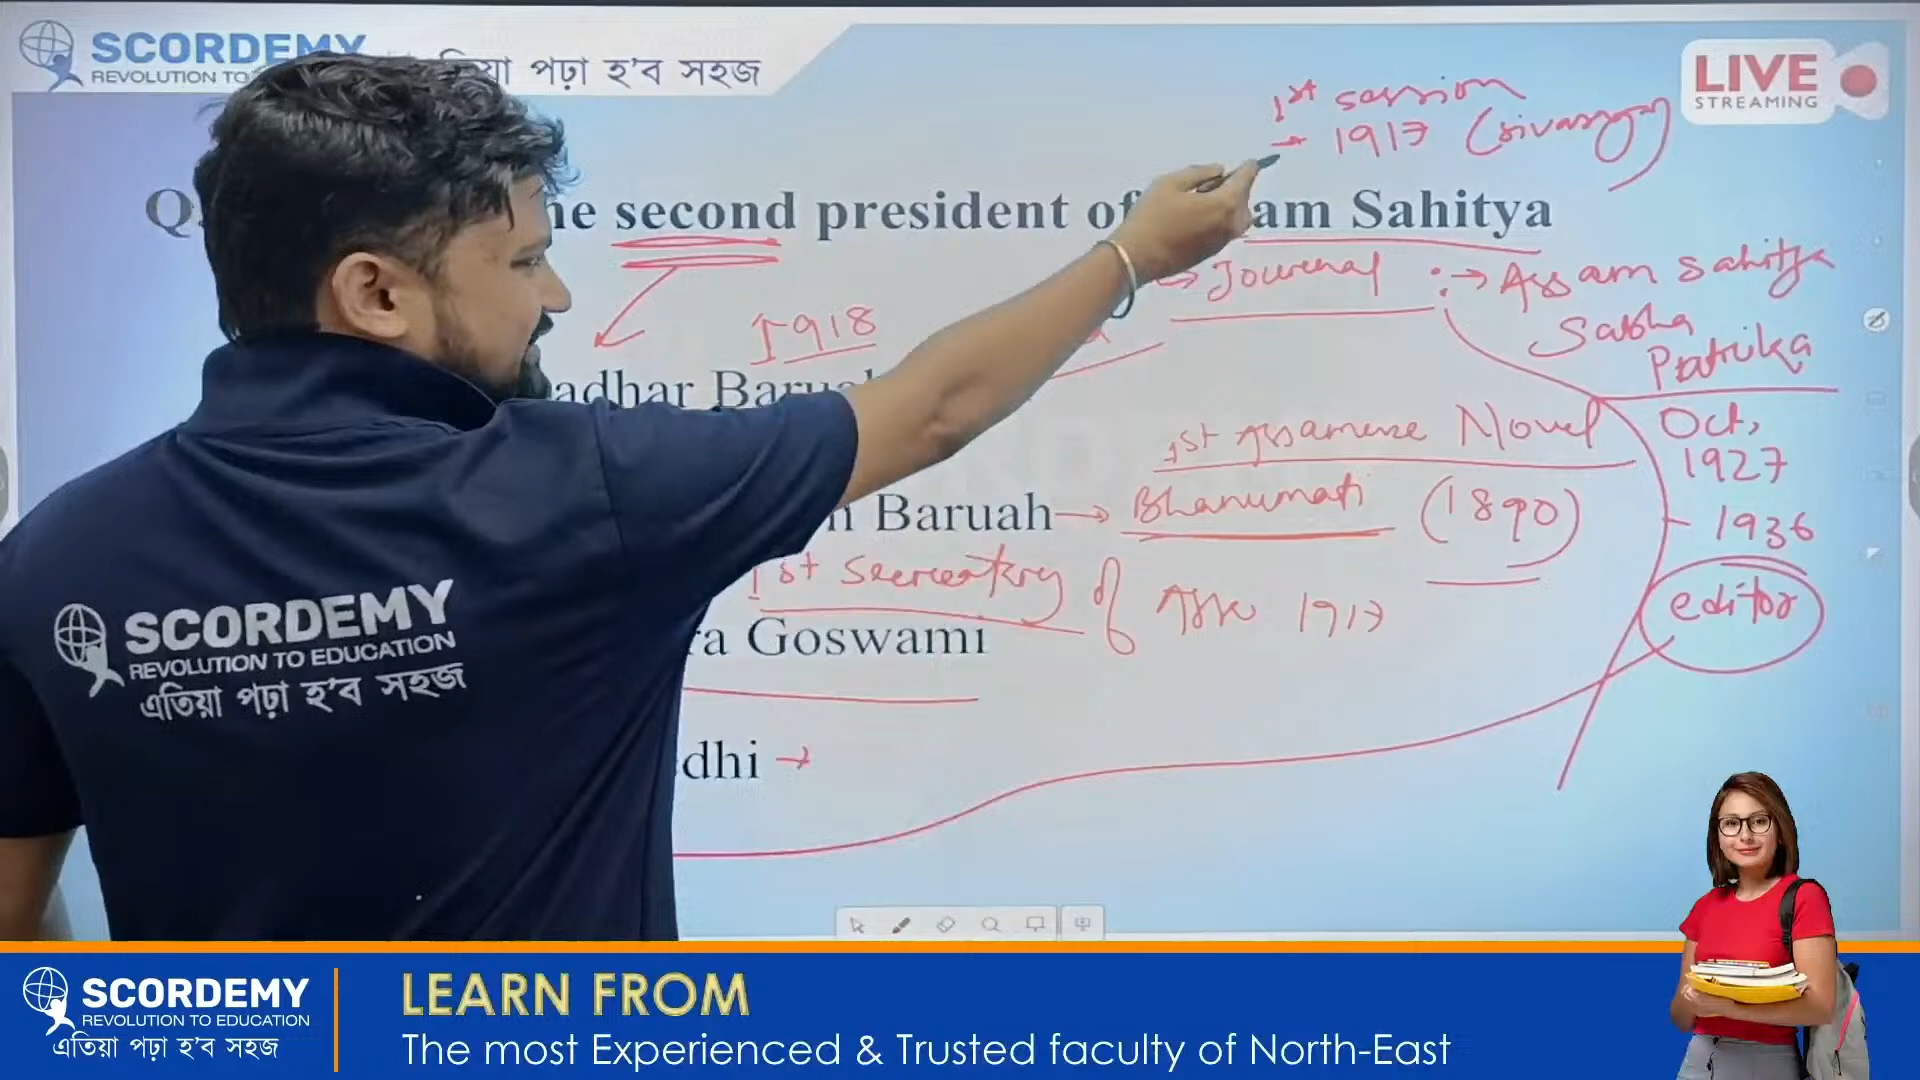 SCORDEMY
REVOLUTION TO
পঢ়া হ'ব সহজ
LIVE
STREAMING
1st session
→ 1917 (sivasagar)
Q
he second president of am Sahitya
→ Journal :→ Assam Sahitya
Sabha
Patrika
1918
adhar Baruah
1st Assamese Novel
Oct,
1927
n Baruah → Bhanumati (1890)
- 1936
1st Secreatery of ASS 1917
editor
ra Goswami
dhi →
SCORDEMY
REVOLUTION TO EDUCATION
এতিয়া পঢ়া হ'ব সহজ
SCORDEMY
REVOLUTION TO EDUCATION
এতিয়া পঢ়া হ'ব সহজ
LEARN FROM
The most Experienced & Trusted faculty of North-East